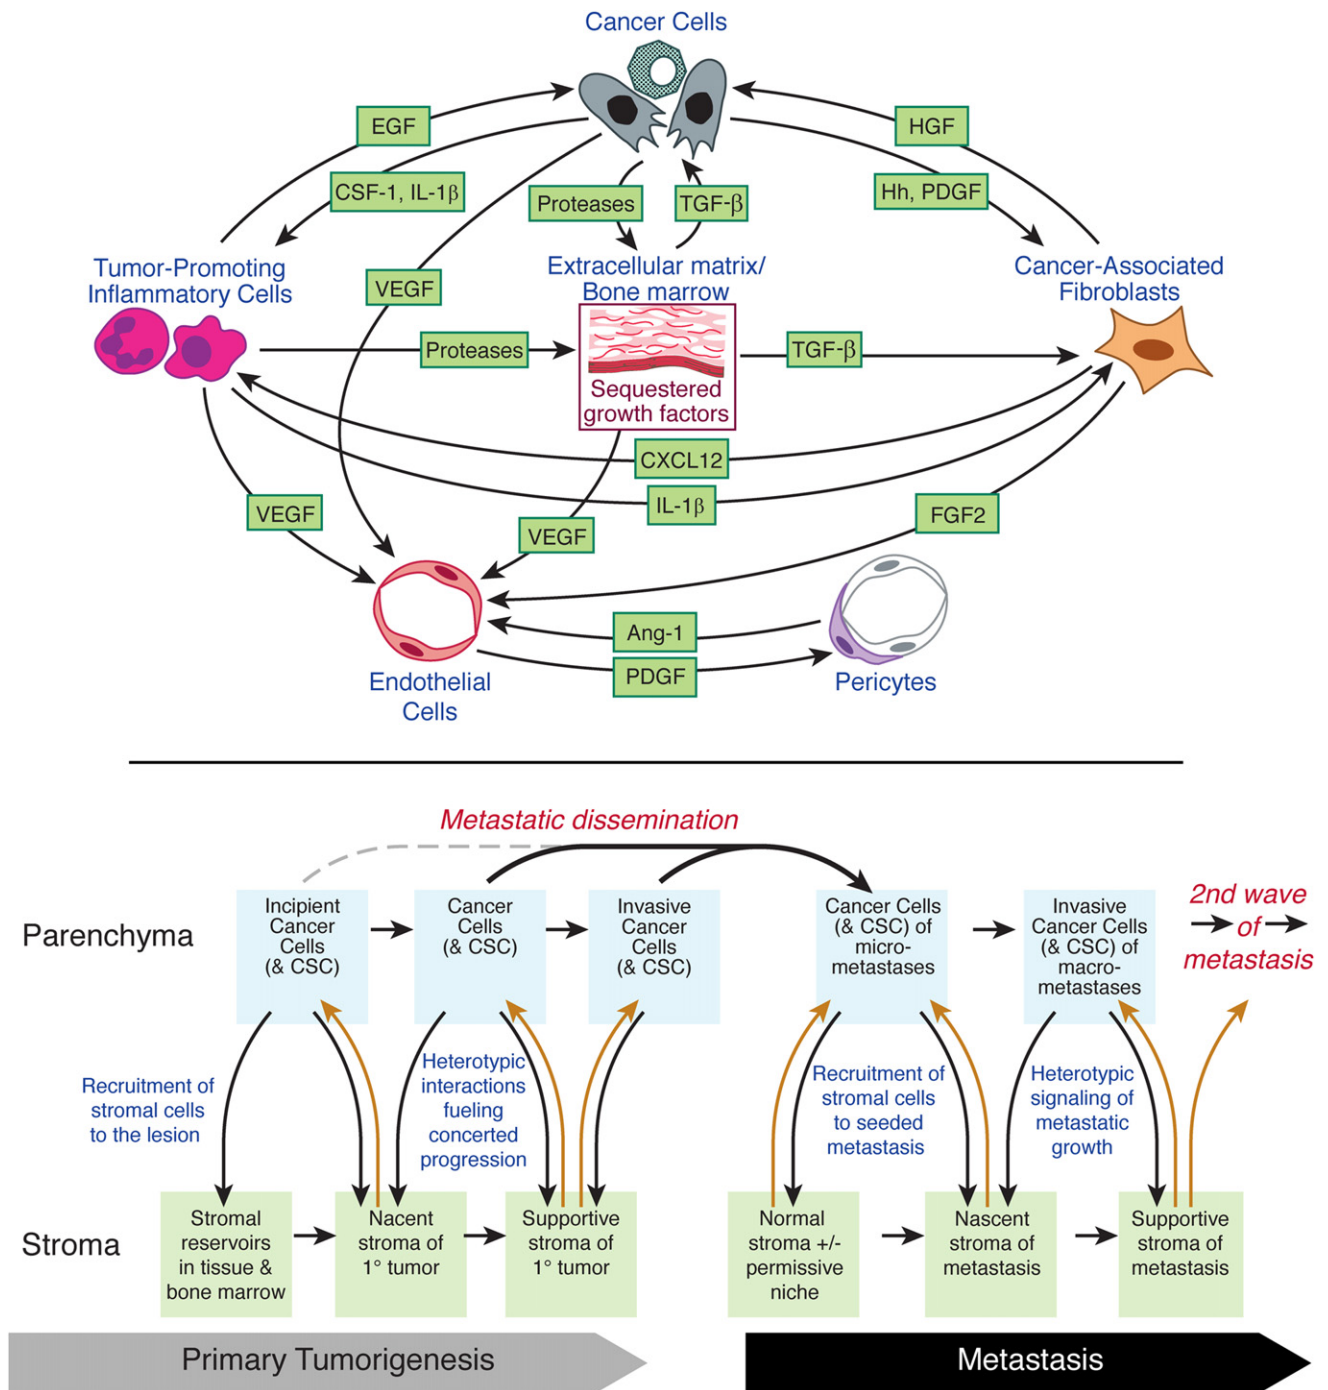 Cancer Cells
EGF
HGF
CSF-1, IL-1β
Proteases
TGF-β
Hh, PDGF
Tumor-Promoting
Inflammatory Cells
VEGF
Extracellular matrix/
Bone marrow
Cancer-Associated
Fibroblasts
Proteases
TGF-β
Sequestered
growth factors
CXCL12
IL-1β
VEGF
VEGF
FGF2
Ang-1
PDGF
Endothelial
Cells
Pericytes
Metastatic dissemination
Parenchyma
Incipient
Cancer
Cells
(& CSC)
Cancer
Cells
(& CSC)
Invasive
Cancer
Cells
(& CSC)
Cancer Cells
(& CSC) of
micro-
metastases
Invasive
Cancer Cells
(& CSC) of
macro-
metastases
2nd wave
of
metastasis
Recruitment of
stromal cells
to the lesion
Heterotypic
interactions
fueling
concerted
progression
Recruitment of
stromal cells
to seeded
metastasis
Heterotypic
signaling of
metastatic
growth
Stroma
Stromal
reservoirs
in tissue &
bone marrow
Nacent
stroma of
1° tumor
Supportive
stroma of
1° tumor
Normal
stroma +/-
permissive
niche
Nascent
stroma of
metastasis
Supportive
stroma of
metastasis
Primary Tumorigenesis
Metastasis